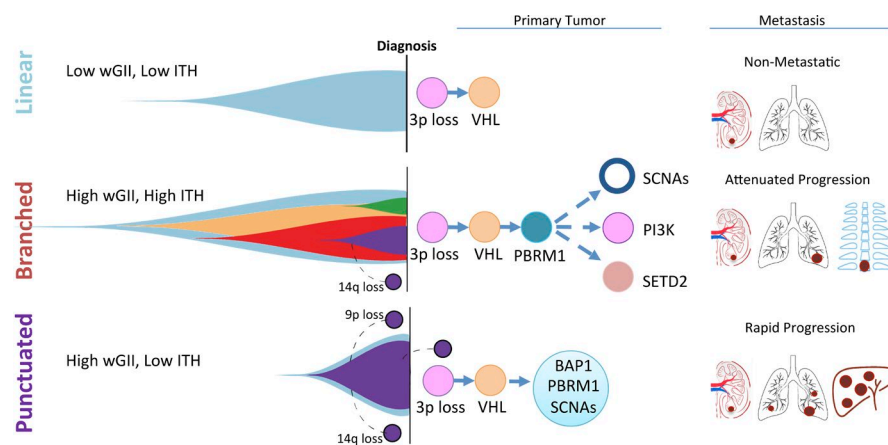 Primary Tumor
Metastasis
Diagnosis
Linear
Low wGII, Low ITH
3p loss
VHL
Non-Metastatic
Branched
High wGII, High ITH
3p loss
VHL
PBRM1
SCNAs
PI3K
SETD2
14q loss
Attenuated Progression
Punctuated
High wGII, Low ITH
9p loss
14q loss
3p loss
VHL
BAP1
PBRM1
SCNAs
Rapid Progression